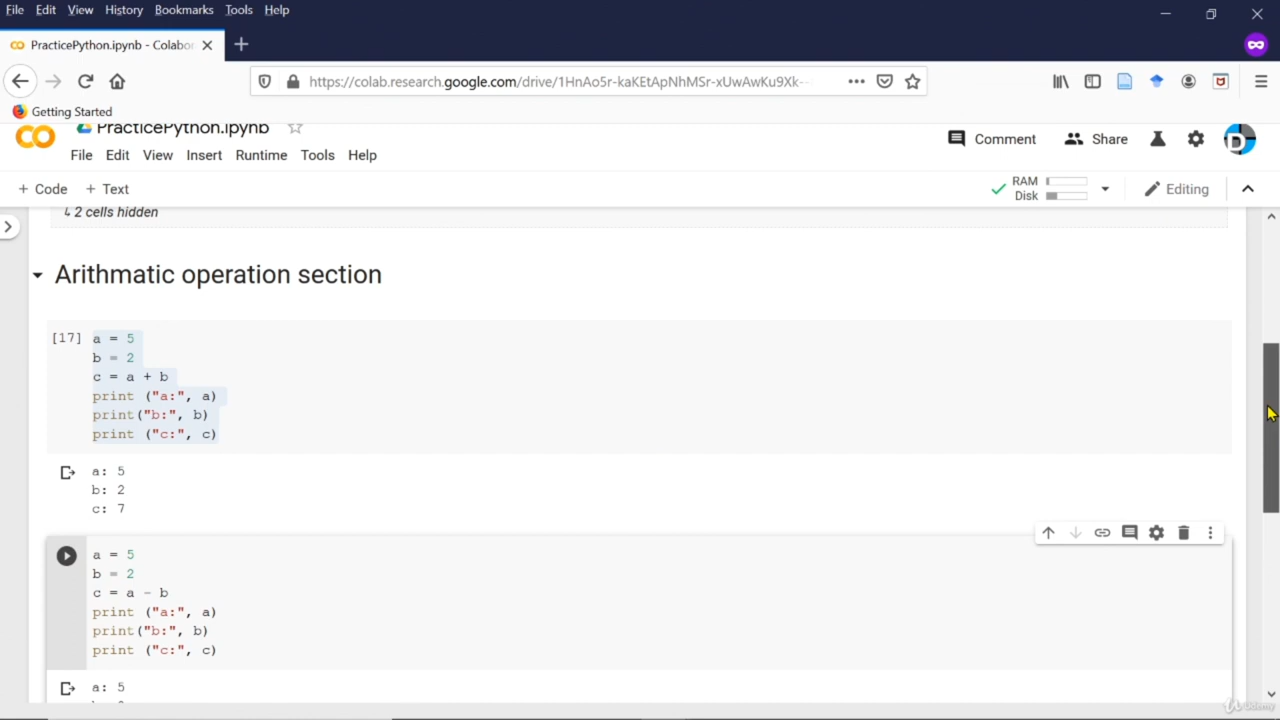 File Edit View History Bookmarks Tools Help
PracticePython.ipynb - Colabor
https://colab.research.google.com/drive/1HnAo5r-kaKEtApNhMSr-xUwAwKu9Xk-
Getting Started
PracticePython.ipynb
File Edit View Insert Runtime Tools Help
Comment Share
+ Code + Text
RAM
Disk
Editing
↳ 2 cells hidden
Arithmatic operation section
[17] a = 5
b = 2
c = a + b
print ("a:", a)
print("b:", b)
print ("c:", c)
a: 5
b: 2
c: 7
a = 5
b = 2
c = a - b
print ("a:", a)
print("b:", b)
print ("c:", c)
a: 5
Udemy